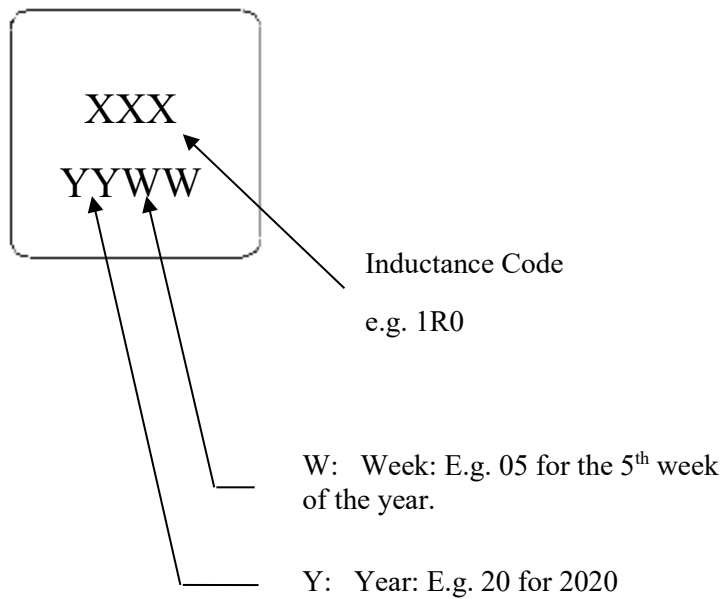 XXX
YYWW
Inductance Code
e.g. 1R0
W: Week: E.g. 05 for the 5th week
of the year.
Y: Year: E.g. 20 for 2020